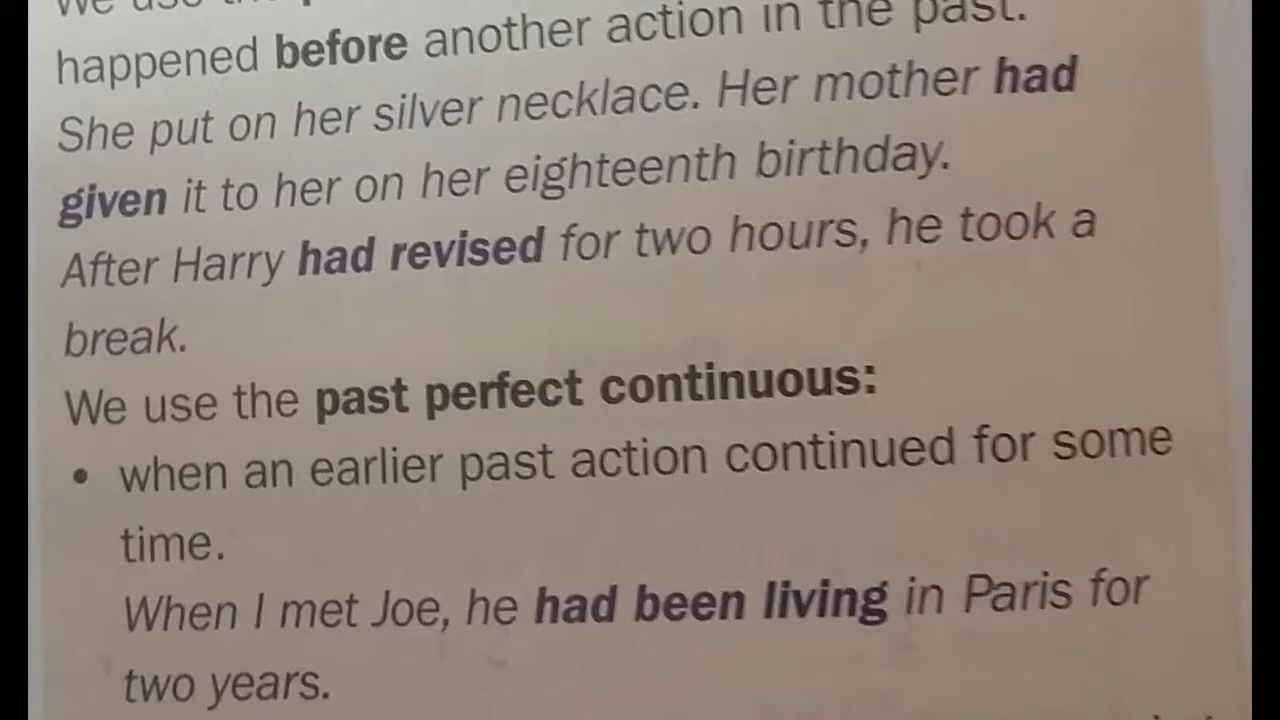 We use the p
happened before another action in the past.
She put on her silver necklace. Her mother had
given it to her on her eighteenth birthday.
After Harry had revised for two hours, he took a
break.
We use the past perfect continuous:
• when an earlier past action continued for some
time.
When I met Joe, he had been living in Paris for
two years.